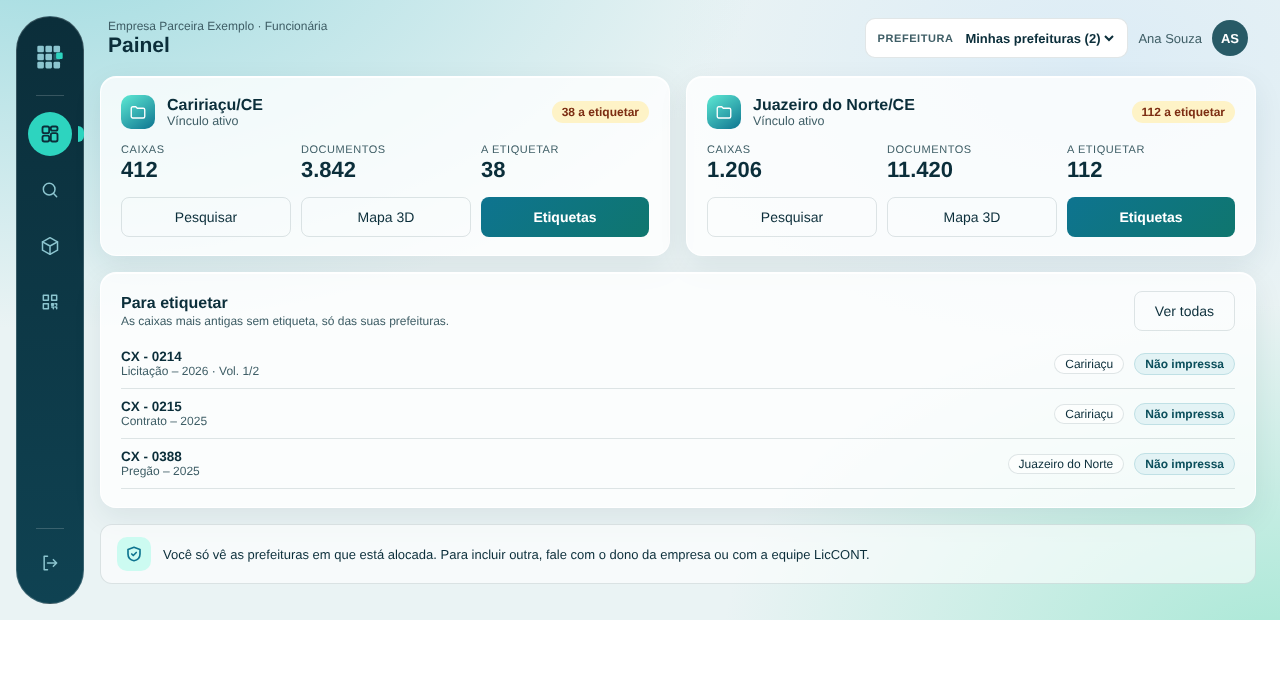 Empresa Parceira Exemplo · Funcionária
Painel
PREFEITURA Minhas prefeituras (2)
Ana Souza
AS
Caririaçu/CE
Vínculo ativo
38 a etiquetar
CAIXAS DOCUMENTOS A ETIQUETAR
412 3.842 38
Pesquisar Mapa 3D Etiquetas
Juazeiro do Norte/CE
Vínculo ativo
112 a etiquetar
CAIXAS DOCUMENTOS A ETIQUETAR
1.206 11.420 112
Pesquisar Mapa 3D Etiquetas
Para etiquetar
As caixas mais antigas sem etiqueta, só das suas prefeituras.
Ver todas
CX - 0214
Licitação – 2026 · Vol. 1/2
Caririaçu Não impressa
CX - 0215
Contrato – 2025
Caririaçu Não impressa
CX - 0388
Pregão – 2025
Juazeiro do Norte Não impressa
Você só vê as prefeituras em que está alocada. Para incluir outra, fale com o dono da empresa ou com a equipe LicCONT.